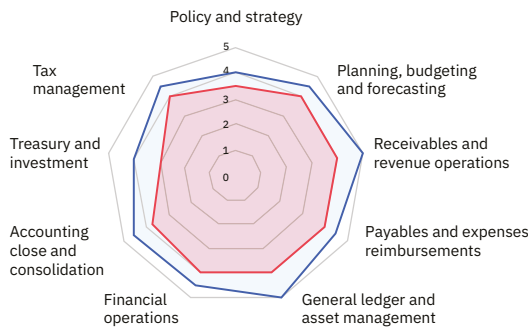 Policy and strategy
5
4
3
2
1
0
Planning, budgeting
and forecasting
Receivables and
revenue operations
Payables and expenses
reimbursements
General ledger and
asset management
Financial
operations
Accounting
close and
consolidation
Treasury and
investment
Tax
management